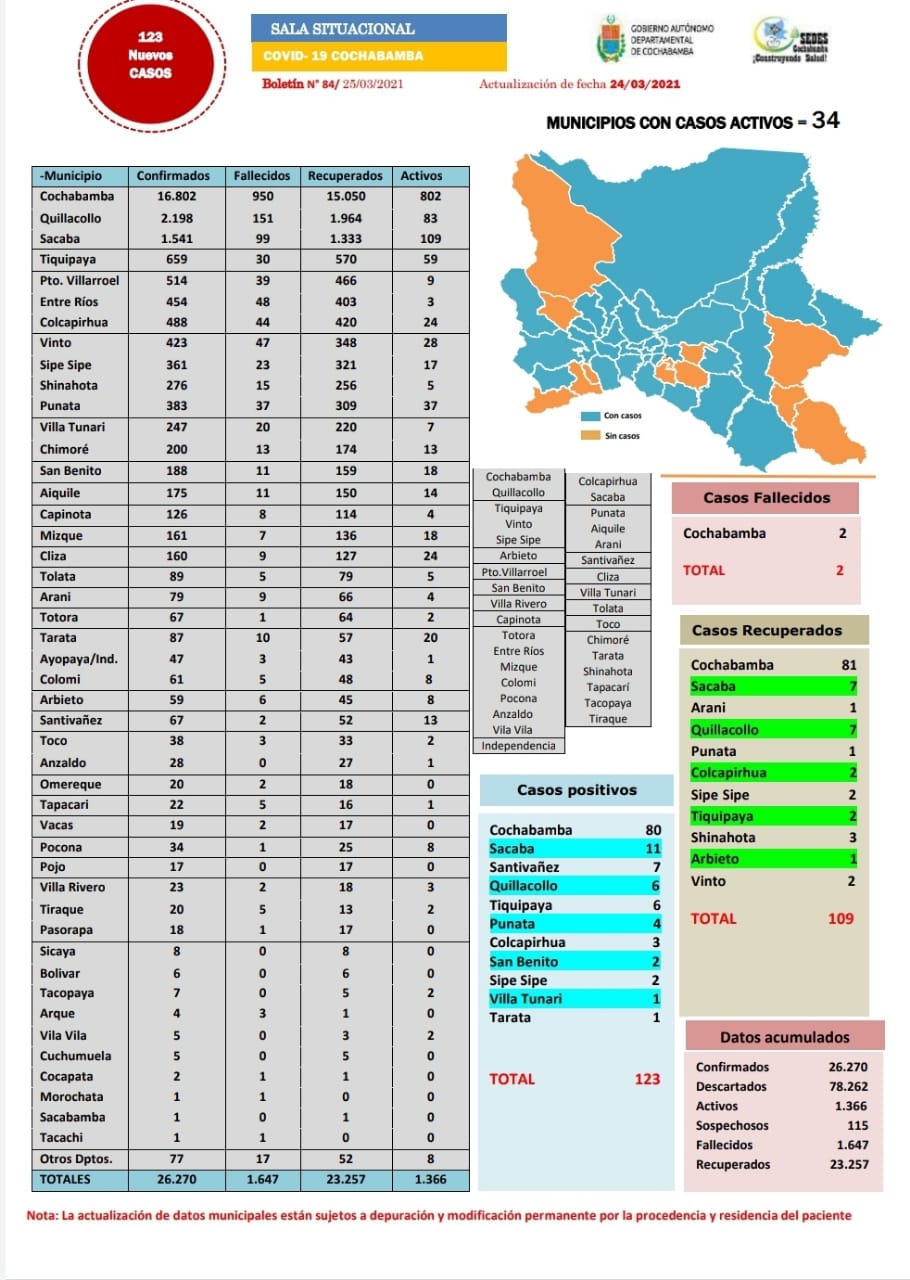 123
Nuevos
CASOS
SALA SITUACIONAL
COVID- 19 COCHABAMBA
Boletín N° 84/ 25/03/2021
Actualización de fecha 24/03/2021
GOBIERNO AUTÓNOMO
DEPARTAMENTAL
DE COCHABAMBA
SEDES
Cochabamba
¡Construyendo Salud!
MUNICIPIOS CON CASOS ACTIVOS = 34
-Municipio Confirmados Fallecidos Recuperados Activos
Cochabamba 16.802 950 15.050 802
Quillacollo 2.198 151 1.964 83
Sacaba 1.541 99 1.333 109
Tiquipaya 659 30 570 59
Pto. Villarroel 514 39 466 9
Entre Ríos 454 48 403 3
Colcapirhua 488 44 420 24
Vinto 423 47 348 28
Sipe Sipe 361 23 321 17
Shinahota 276 15 256 5
Punata 383 37 309 37
Villa Tunari 247 20 220 7
Chimoré 200 13 174 13
San Benito 188 11 159 18
Aiquile 175 11 150 14
Capinota 126 8 114 4
Mizque 161 7 136 18
Cliza 160 9 127 24
Tolata 89 5 79 5
Arani 79 9 66 4
Totora 67 1 64 2
Tarata 87 10 57 20
Ayopaya/Ind. 47 3 43 1
Colomi 61 5 48 8
Arbieto 59 6 45 8
Santivañez 67 2 52 13
Toco 38 3 33 2
Anzaldo 28 0 27 1
Omereque 20 2 18 0
Tapacari 22 5 16 1
Vacas 19 2 17 0
Pocona 34 1 25 8
Pojo 17 0 17 0
Villa Rivero 23 2 18 3
Tiraque 20 5 13 2
Pasorapa 18 1 17 0
Sicaya 8 0 8 0
Bolivar 6 0 6 0
Tacopaya 7 0 5 2
Arque 4 3 1 0
Vila Vila 5 0 3 2
Cuchumuela 5 0 5 0
Cocapata 2 1 1 0
Morochata 1 1 0 0
Sacabamba 1 0 1 0
Tacachi 1 1 0 0
Otros Dptos. 77 17 52 8
TOTALES 26.270 1.647 23.257 1.366
Con casos
Sin casos
Cochabamba
Quillacollo
Tiquipaya
Vinto
Sipe Sipe
Arbieto
Pto.Villarroel
San Benito
Villa Rivero
Capinota
Totora
Entre Ríos
Mizque
Colomi
Pocona
Anzaldo
Vila Vila
Independencia
Colcapirhua
Sacaba
Punata
Aiquile
Arani
Santivañez
Cliza
Villa Tunari
Tolata
Toco
Chimoré
Tarata
Shinahota
Tapacarí
Tacopaya
Tiraque
Casos Fallecidos
Cochabamba 2
TOTAL 2
Casos Recuperados
Cochabamba 81
Sacaba 7
Arani 1
Quillacollo 7
Punata 1
Colcapirhua 2
Sipe Sipe 2
Tiquipaya 2
Shinahota 3
Arbieto 1
Vinto 2
TOTAL 109
Casos positivos
Cochabamba 80
Sacaba 11
Santivañez 7
Quillacollo 6
Tiquipaya 6
Punata 4
Colcapirhua 3
San Benito 2
Sipe Sipe 2
Villa Tunari 1
Tarata 1
TOTAL 123
Datos acumulados
Confirmados 26.270
Descartados 78.262
Activos 1.366
Sospechosos 115
Fallecidos 1.647
Recuperados 23.257
Nota: La actualización de datos municipales están sujetos a depuración y modificación permanente por la procedencia y residencia del paciente